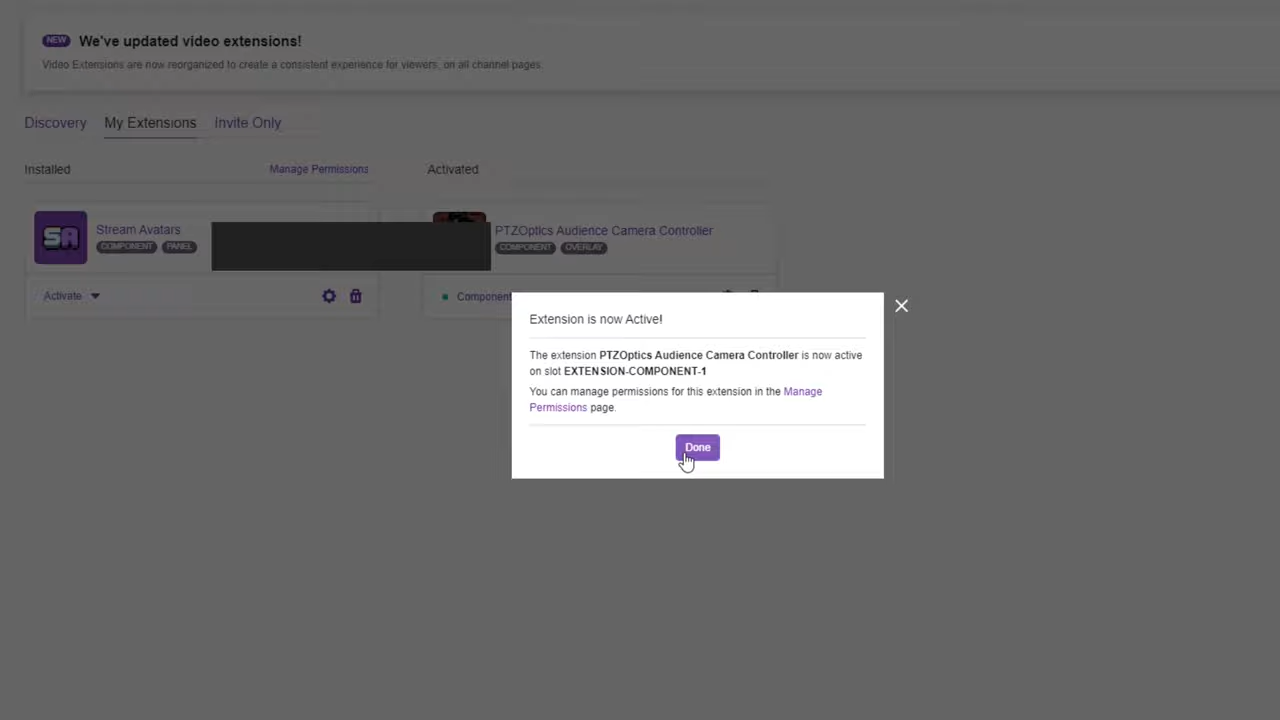 NEW We've updated video extensions!
Video Extensions are now reorganized to create a consistent experience for viewers, on all channel pages.
Discovery My Extensions Invite Only
Installed Manage Permissions Activated
SA Stream Avatars
COMPONENT PANEL
PTZOptics Audience Camera Controller
COMPONENT OVERLAY
Activate
Component
Extension is now Active!
The extension PTZOptics Audience Camera Controller is now active
on slot EXTENSION-COMPONENT-1
You can manage permissions for this extension in the Manage
Permissions page.
Done